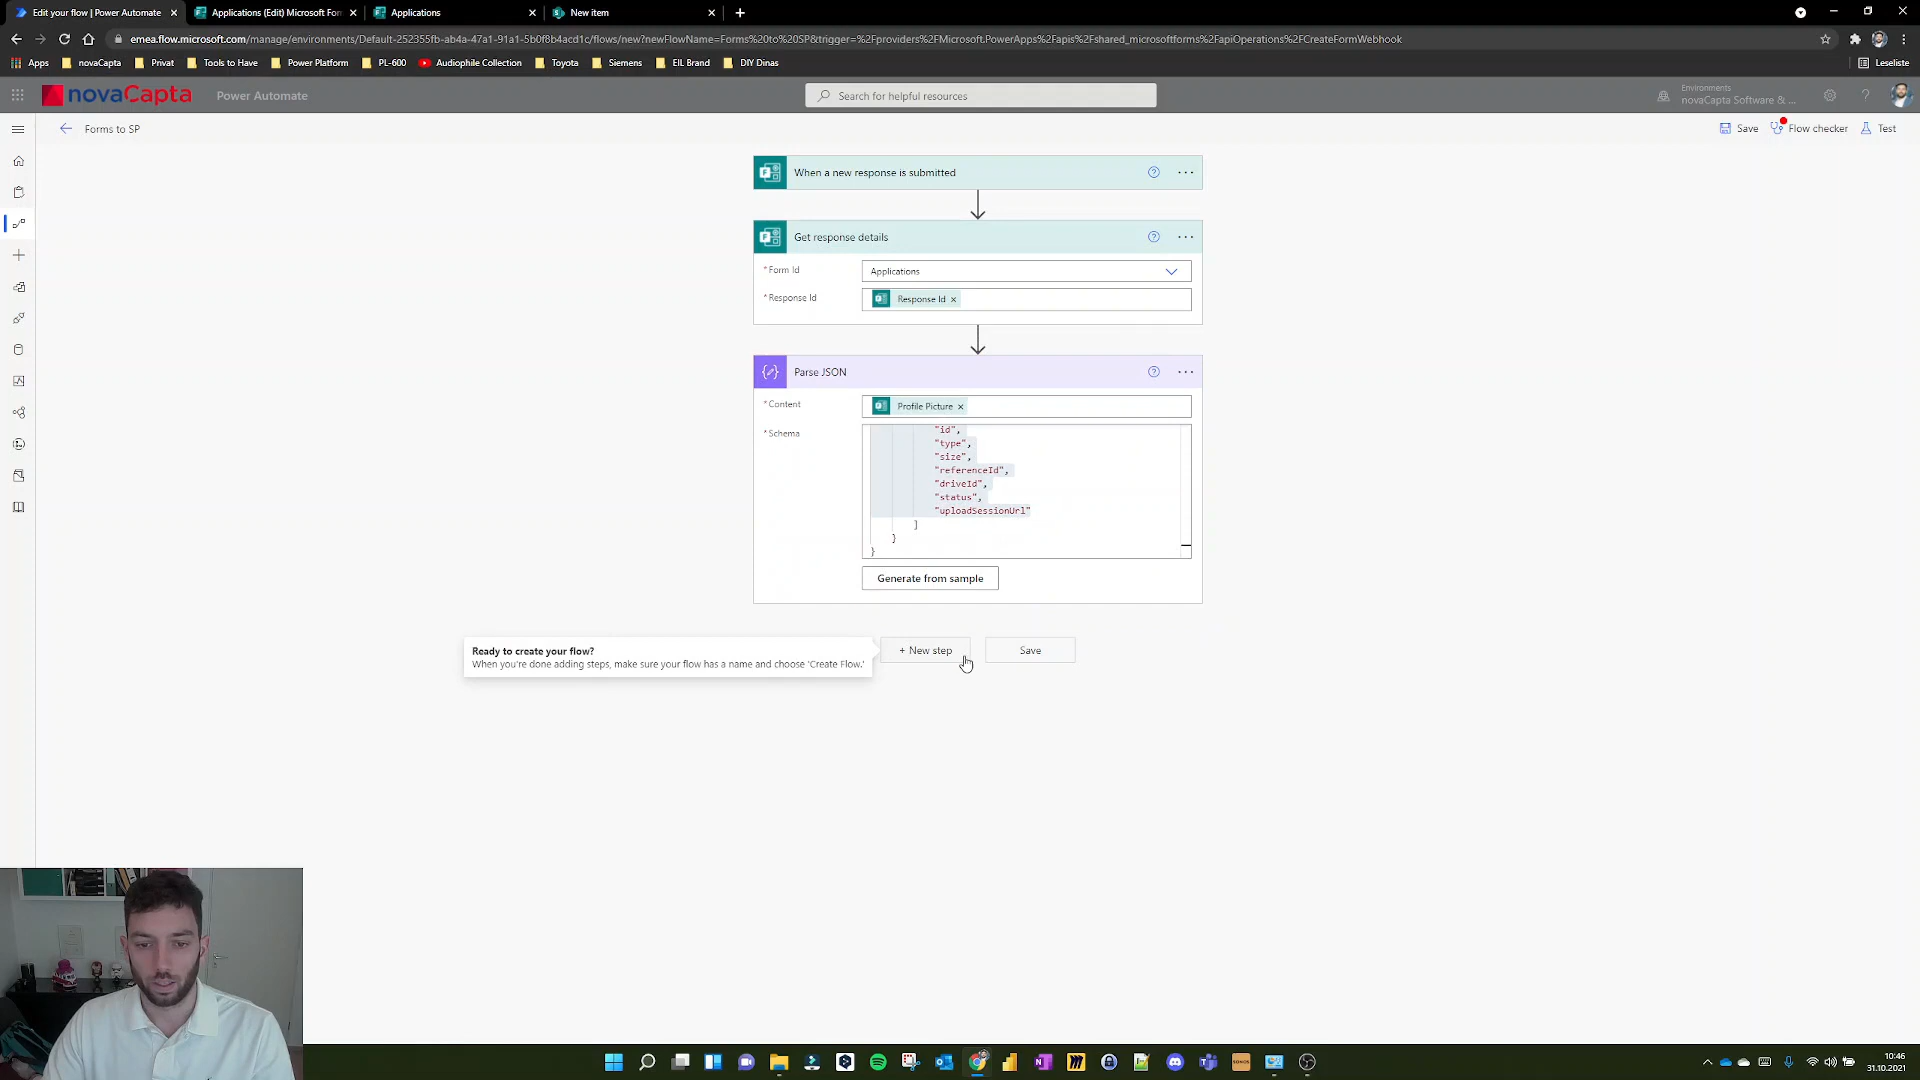 Edit your flow | Power Automate
Applications (Edit) Microsoft For
Applications
New item
emea.flow.microsoft.com/manage/environments/Default-252355fb-ab4a-47a1-91a1-5b0f8b4acd1c/flows/new?newFlowName=Forms%20to%20SP&trigger=%2Fproviders%2FMicrosoft.PowerApps%2Fapis%2Fshared_microsoftforms%2FapiOperations%2FCreateFormWebhook
Apps
novaCapta
Privat
Tools to Have
Power Platform
PL-600
Audiophile Collection
Toyota
Siemens
EIL Brand
DIY Dinas
Leseliste
novaCapta
Power Automate
Search for helpful resources
Environments
novaCapta Software & ...
Forms to SP
Save
Flow checker
Test
When a new response is submitted
Get response details
* Form Id
Applications
* Response Id
Response Id
Parse JSON
* Content
Profile Picture
* Schema
"id",
"type",
"size",
"referenceId",
"driveId",
"status",
"uploadSessionUrl"
]
}
}
Generate from sample
Ready to create your flow?
When you're done adding steps, make sure your flow has a name and choose 'Create Flow.'
+ New step
Save
10:46
31.10.2021